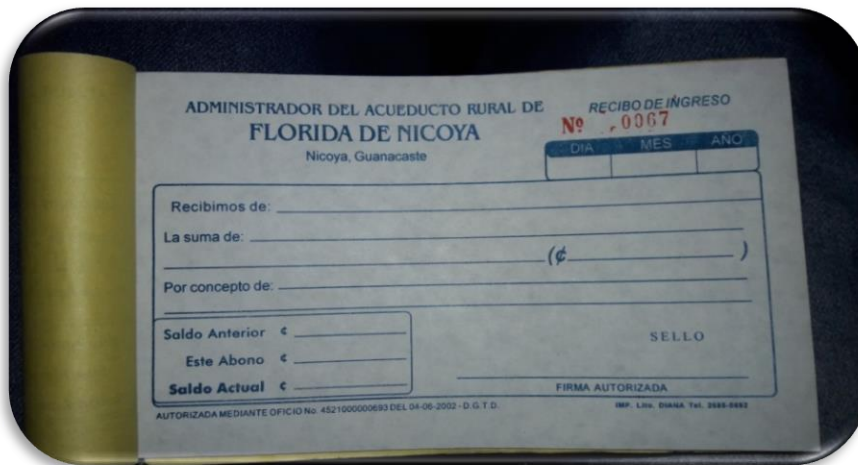 ADMINISTRADOR DEL ACUEDUCTO RURAL DE
FLORIDA DE NICOYA
Nicoya, Guanacaste
RECIBO DE INGRESO
Nº 0067
DIA MES AÑO
Recibimos de:
La suma de:
(¢ )
Por concepto de:
Saldo Anterior ¢
Este Abono ¢
Saldo Actual ¢
SELLO
FIRMA AUTORIZADA
AUTORIZADA MEDIANTE OFICIO No. 4521000000693 DEL 04-06-2002 - D.G.T.D.
IMP. Lito. DIANA Tel.